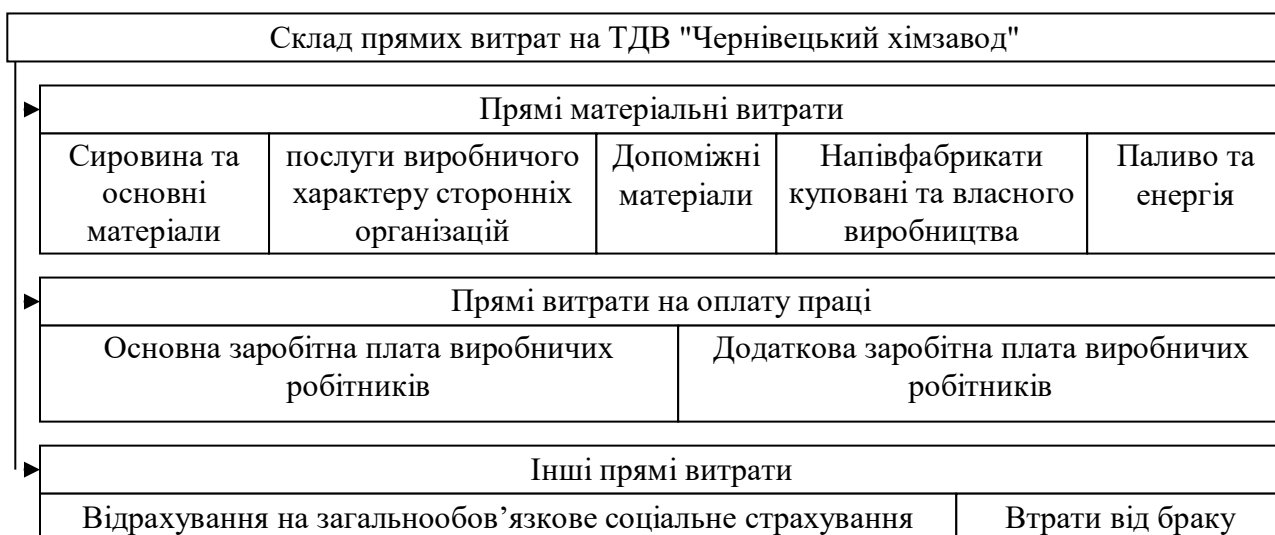 Склад прямих витрат на ТДВ "Чернівецький хімзавод"
Прямі матеріальні витрати
Сировина та
основні
матеріали
послуги виробничого
характеру сторонніх
організацій
Допоміжні
матеріали
Напівфабрикати
куповані та власного
виробництва
Паливо та
енергія
Прямі витрати на оплату праці
Основна заробітна плата виробничих
робітників
Додаткова заробітна плата виробничих
робітників
Інші прямі витрати
Відрахування на загальнообов’язкове соціальне страхування
Втрати від браку